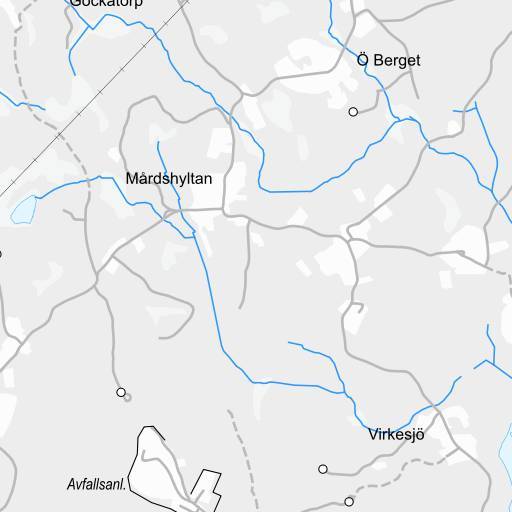 Gockatorp
Ö Berget
Mårdshyltan
Virkesjö
Avfallsanl.